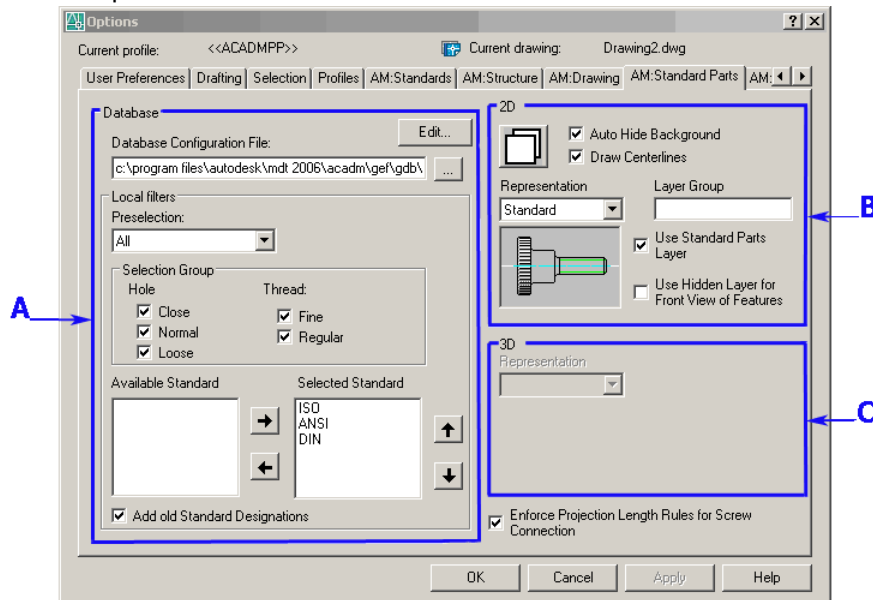 Options
Current profile: <<ACADMPP>> Current drawing: Drawing2.dwg
User Preferences Drafting Selection Profiles AM:Standards AM:Structure AM:Drawing AM:Standard Parts AM:
Database
Edit...
Database Configuration File:
c:\program files\autodesk\mdt 2006\acadm\gef\gdb\ ...
Local filters
Preselection:
All
Selection Group
Hole Thread:
Close Fine
Normal Regular
Loose
Available Standard Selected Standard
ISO
ANSI
DIN
Add old Standard Designations
A
2D
Auto Hide Background
Draw Centerlines
Representation Layer Group
Standard
Use Standard Parts
Layer
Use Hidden Layer for
Front View of Features
B
3D
Representation
C
Enforce Projection Length Rules for Screw
Connection
OK Cancel Apply Help